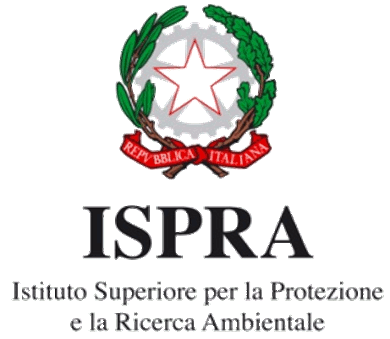 REPVBBLICA ITALIANA
ISPRA
Istituto Superiore per la Protezione
e la Ricerca Ambientale